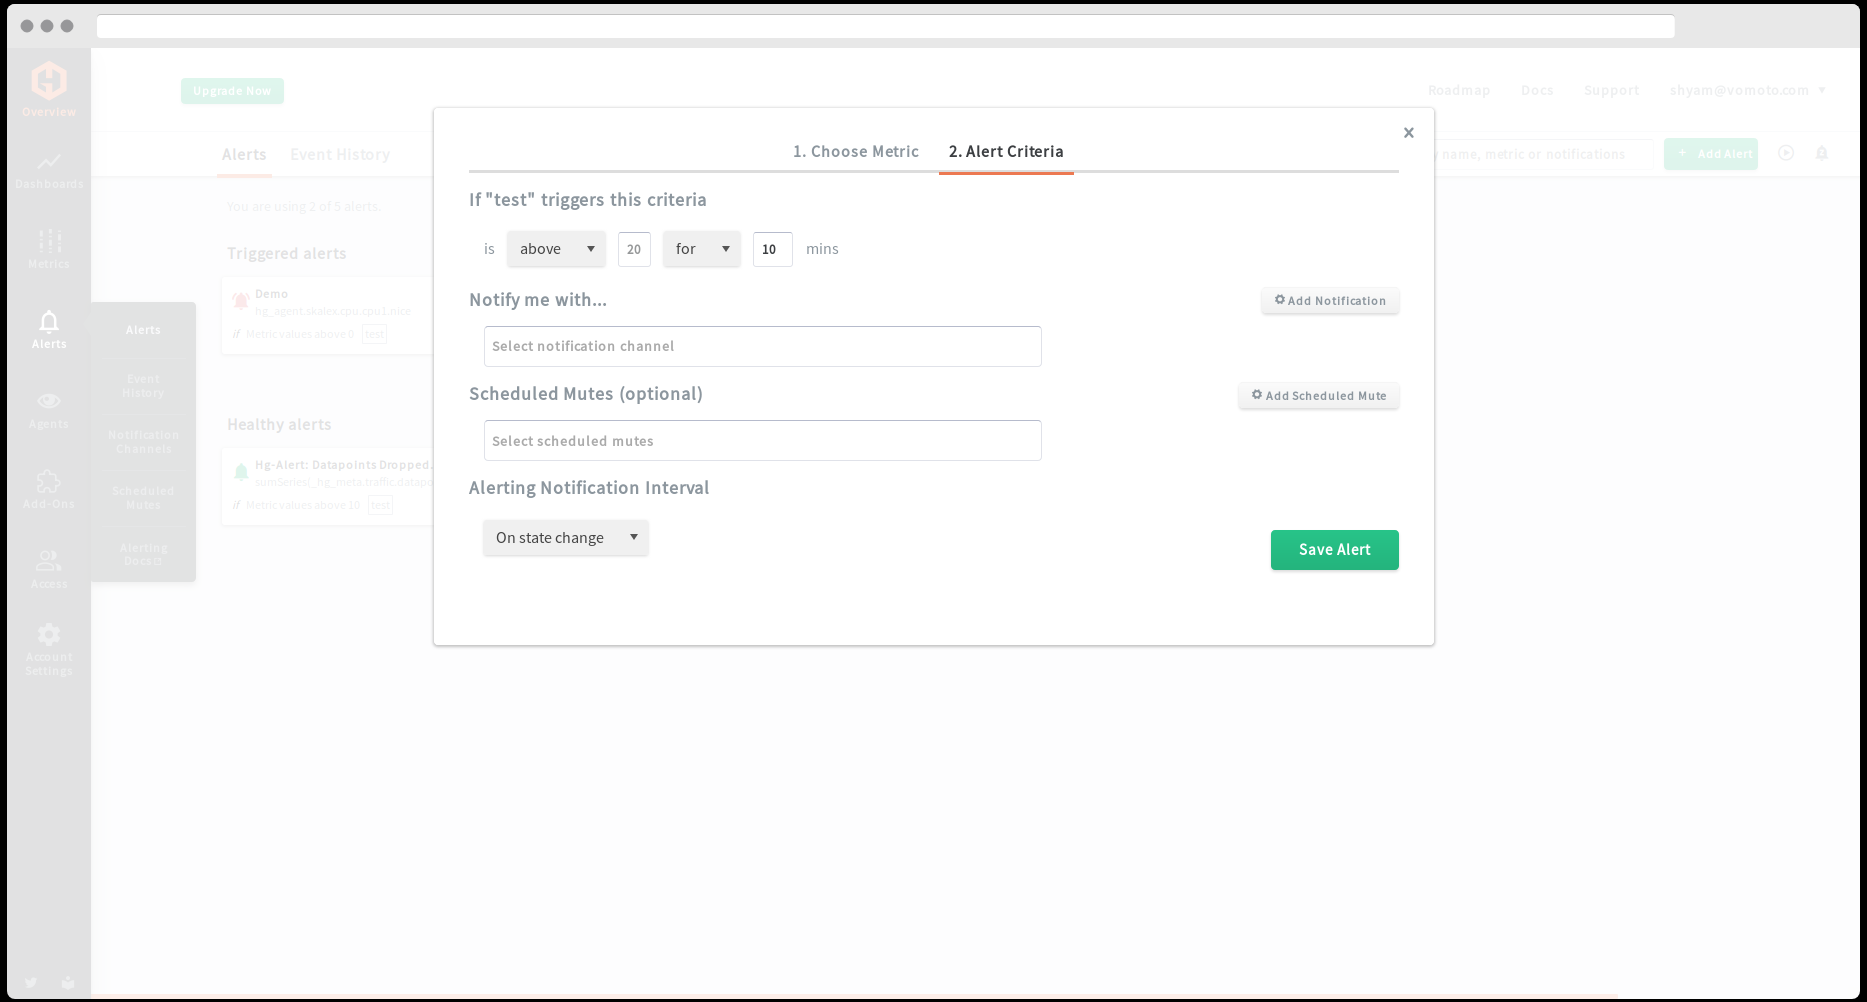 Upgrade Now
Roadmap Docs Support shyam@vomoto.com
Overview
Dashboards
Metrics
Alerts
Agents
Add-Ons
Access
Account
Settings
Alerts
Event
History
Notification
Channels
Scheduled
Mutes
Alerting
Docs
Alerts Event History
name, metric or notifications
+ Add Alert
You are using 2 of 5 alerts.
Triggered alerts
Demo
hg_agent.skalex.cpu.cpu1.nice
if Metric values above 0 test
Healthy alerts
Hg-Alert: Datapoints Dropped.
sumSeries(_hg_meta.traffic.datapo
if Metric values above 10 test
x
1. Choose Metric 2. Alert Criteria
If "test" triggers this criteria
is above 20 for 10 mins
Notify me with...
Add Notification
Select notification channel
Scheduled Mutes (optional)
Add Scheduled Mute
Select scheduled mutes
Alerting Notification Interval
On state change
Save Alert